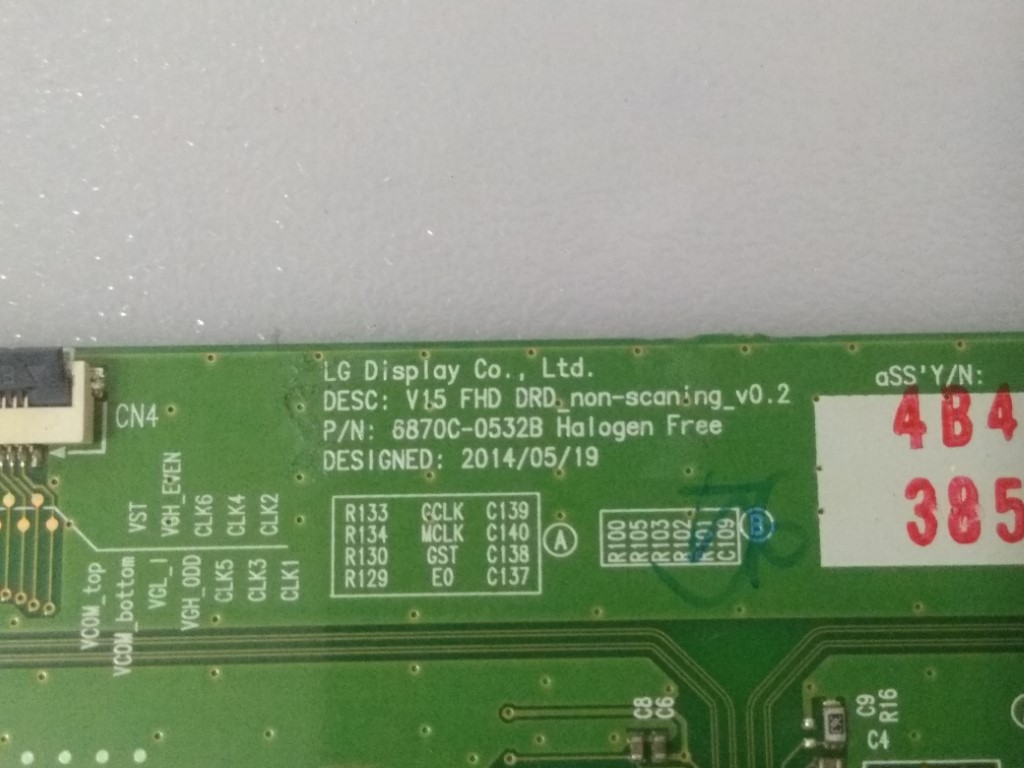 LG Display Co., Ltd.
DESC: V15 FHD DRD_non-scaning_v0.2
P/N: 6870C-0532B Halogen Free
DESIGNED: 2014/05/19
aSS'Y/N:
4B4
385
CN4
VST
VGH_EVEN
CLK6
CLK4
CLK2
VCOM_top
VCOM_bottom
VGL_I
VGH_ODD
CLK5
CLK3
CLK1
R133 GCLK C139
R134 MCLK C140
R130 GST C138
R129 EO C137
A
R100
R105
R103
R102
R101
C109
B
C8
C6
C9
R16
C4